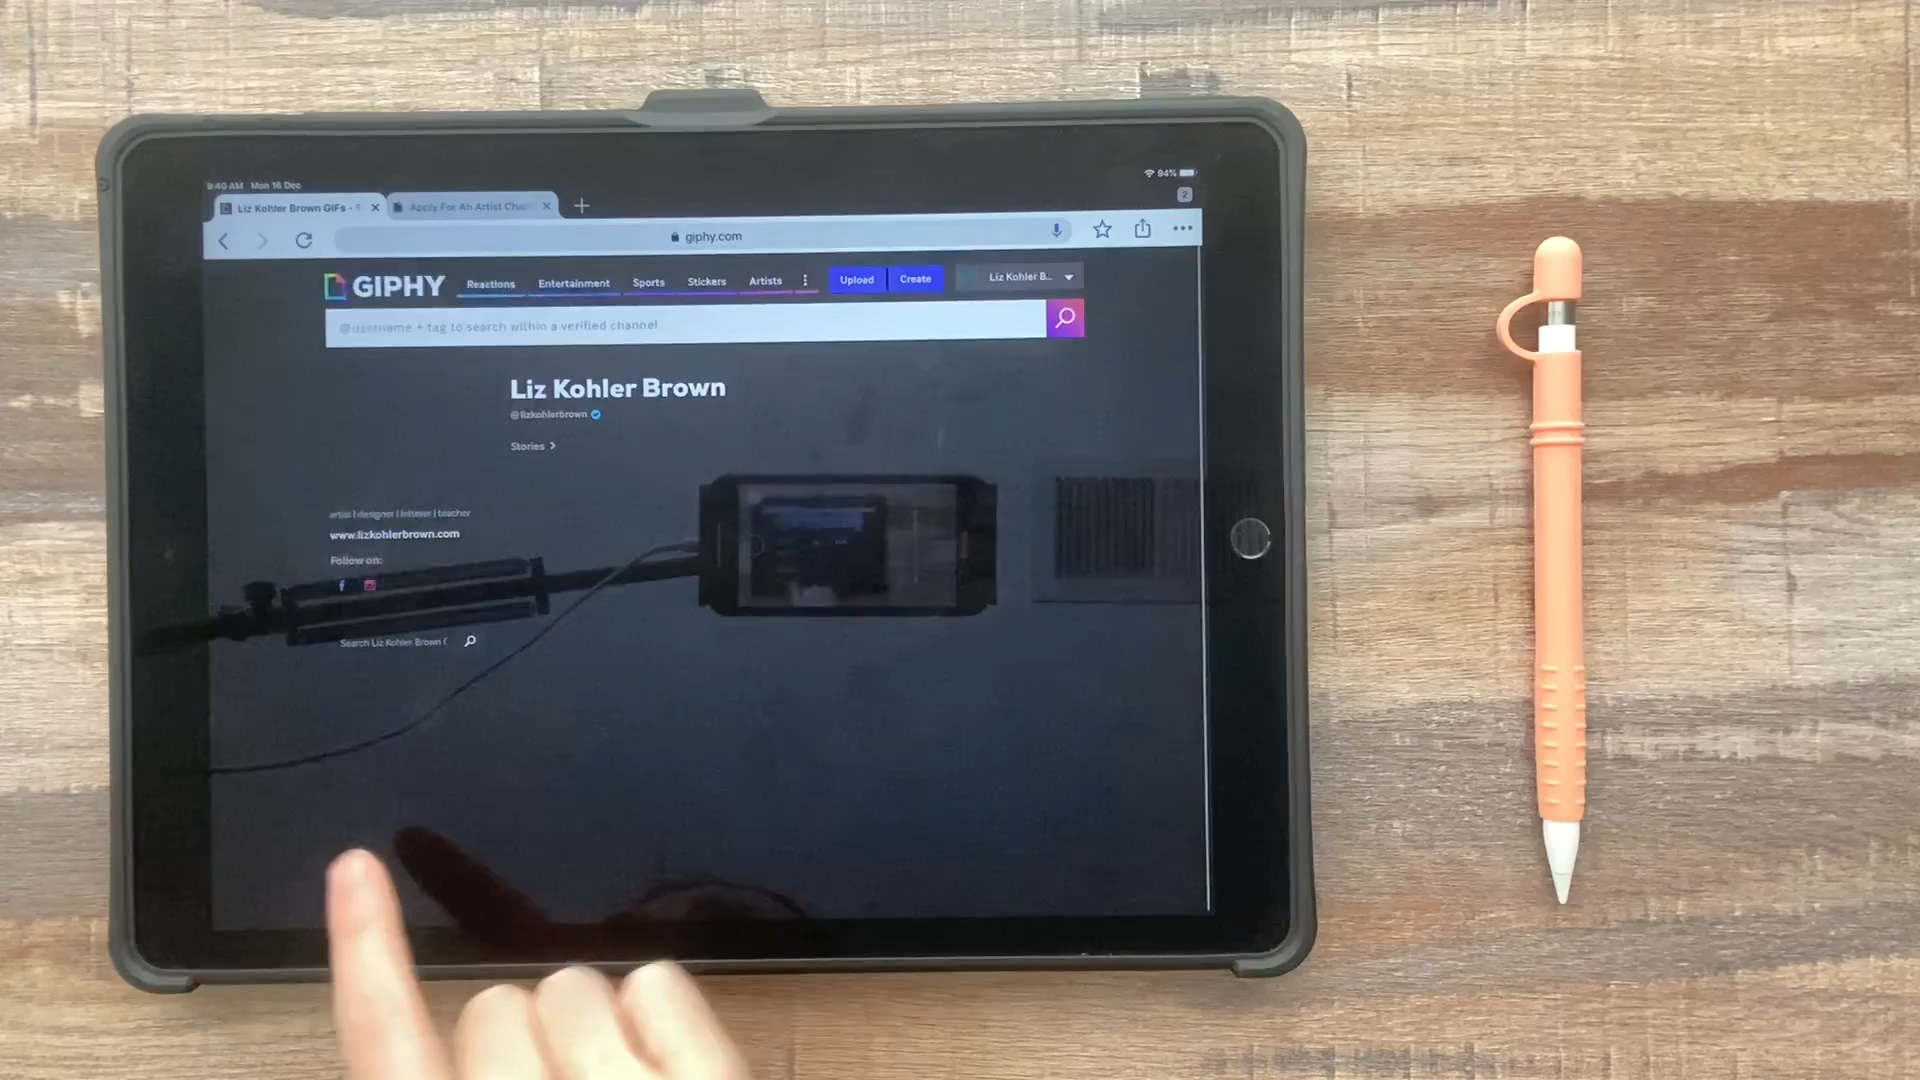 9:40 AM Mon 16 Dec
94%
2
Liz Kohler Brown GIFs -
Apply For An Artist Cha
giphy.com
GIPHY
Reactions
Entertainment
Sports
Stickers
Artists
Upload
Create
Liz Kohler B...
@username + tag to search within a verified channel
Liz Kohler Brown
@lizkohlerbrown
Stories
artist | designer | letterer | teacher
www.lizkohlerbrown.com
Follow on:
Search Liz Kohler Brown